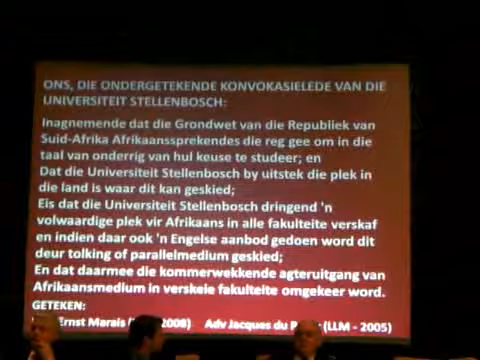 ONS, DIE ONDERGETEKENDE KONVOKASIELEDE VAN DIE
UNIVERSITEIT STELLENBOSCH:
Inagnemende dat die Grondwet van die Republiek van
Suid-Afrika Afrikaanssprekendes die reg gee om in die
taal van onderrig van hul keuse te studeer; en
Dat die Universiteit Stellenbosch by uitstek die plek in
die land is waar dit kan geskied;
Eis dat die Universiteit Stellenbosch dringend 'n
volwaardige plek vir Afrikaans in alle fakulteite verskaf
en indien daar ook 'n Engelse aanbod gedoen word dit
deur tolking of parallelmedium geskied;
En dat daarmee die kommerwekkende agteruitgang van
Afrikaansmedium in verskeie fakulteite omgekeer word.
GETEKEN:
Ernst Marais 2008) Adv Jacques du (LLM - 2005)